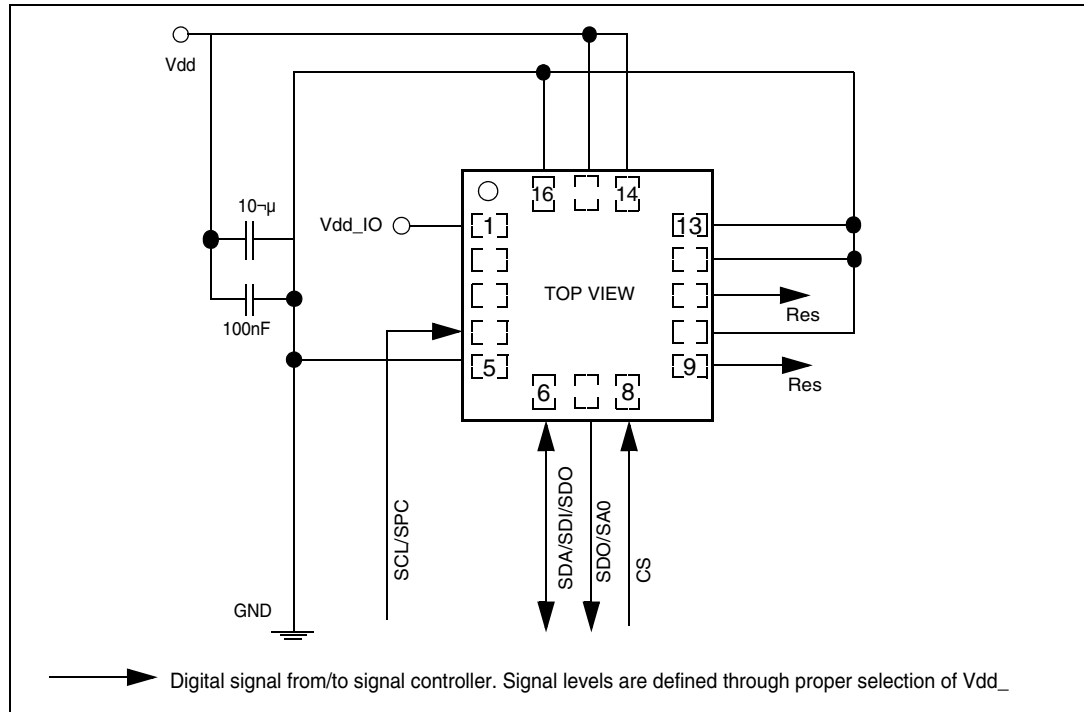 Vdd
10¬µ
Vdd_IO
100nF
16
14
1
13
TOP VIEW
Res
5
9
Res
6
8
SCL/SPC
SDA/SDI/SDO
SDO/SA0
CS
GND
Digital signal from/to signal controller. Signal levels are defined through proper selection of Vdd_